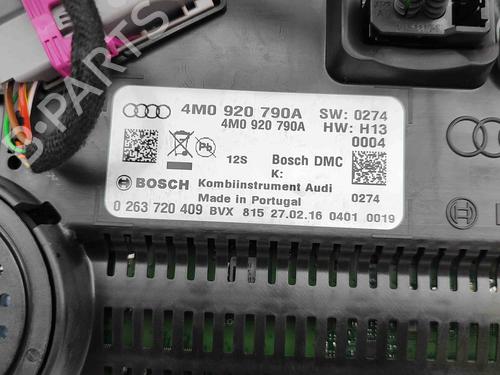 B-PARTS
4M0 920 790A SW: 0274
4M0 920 790A HW: H13
0004
12S Bosch DMC
K:
BOSCH Kombiinstrument Audi 0274
Made in Portugal
0 263 720 409 BVX 815 27.02.16 0401 0019